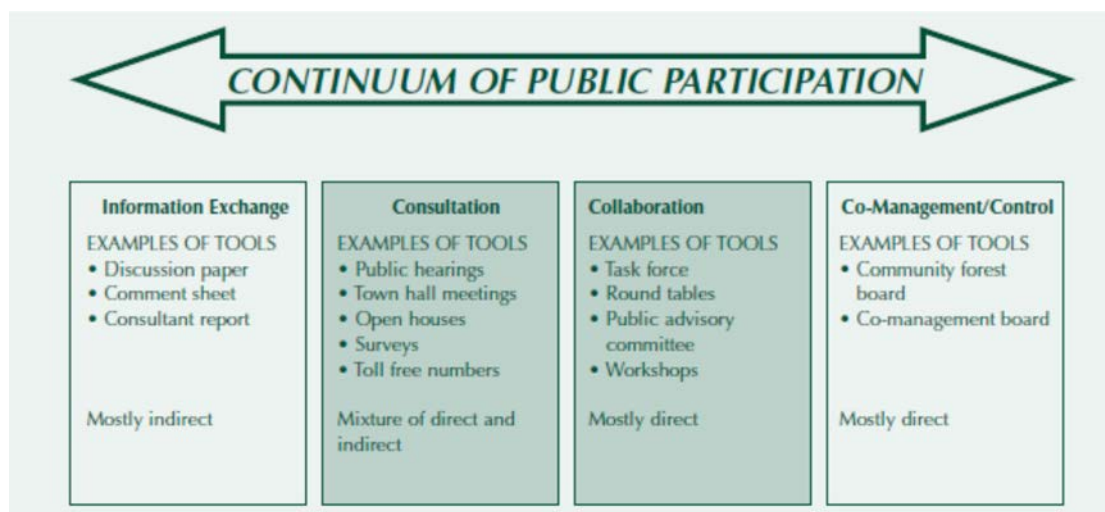 CONTINUUM OF PUBLIC PARTICIPATION
Information Exchange
EXAMPLES OF TOOLS
• Discussion paper
• Comment sheet
• Consultant report
Mostly indirect
Consultation
EXAMPLES OF TOOLS
• Public hearings
• Town hall meetings
• Open houses
• Surveys
• Toll free numbers
Mixture of direct and
indirect
Collaboration
EXAMPLES OF TOOLS
• Task force
• Round tables
• Public advisory
committee
• Workshops
Mostly direct
Co-Management/Control
EXAMPLES OF TOOLS
• Community forest
board
• Co-management board
Mostly direct